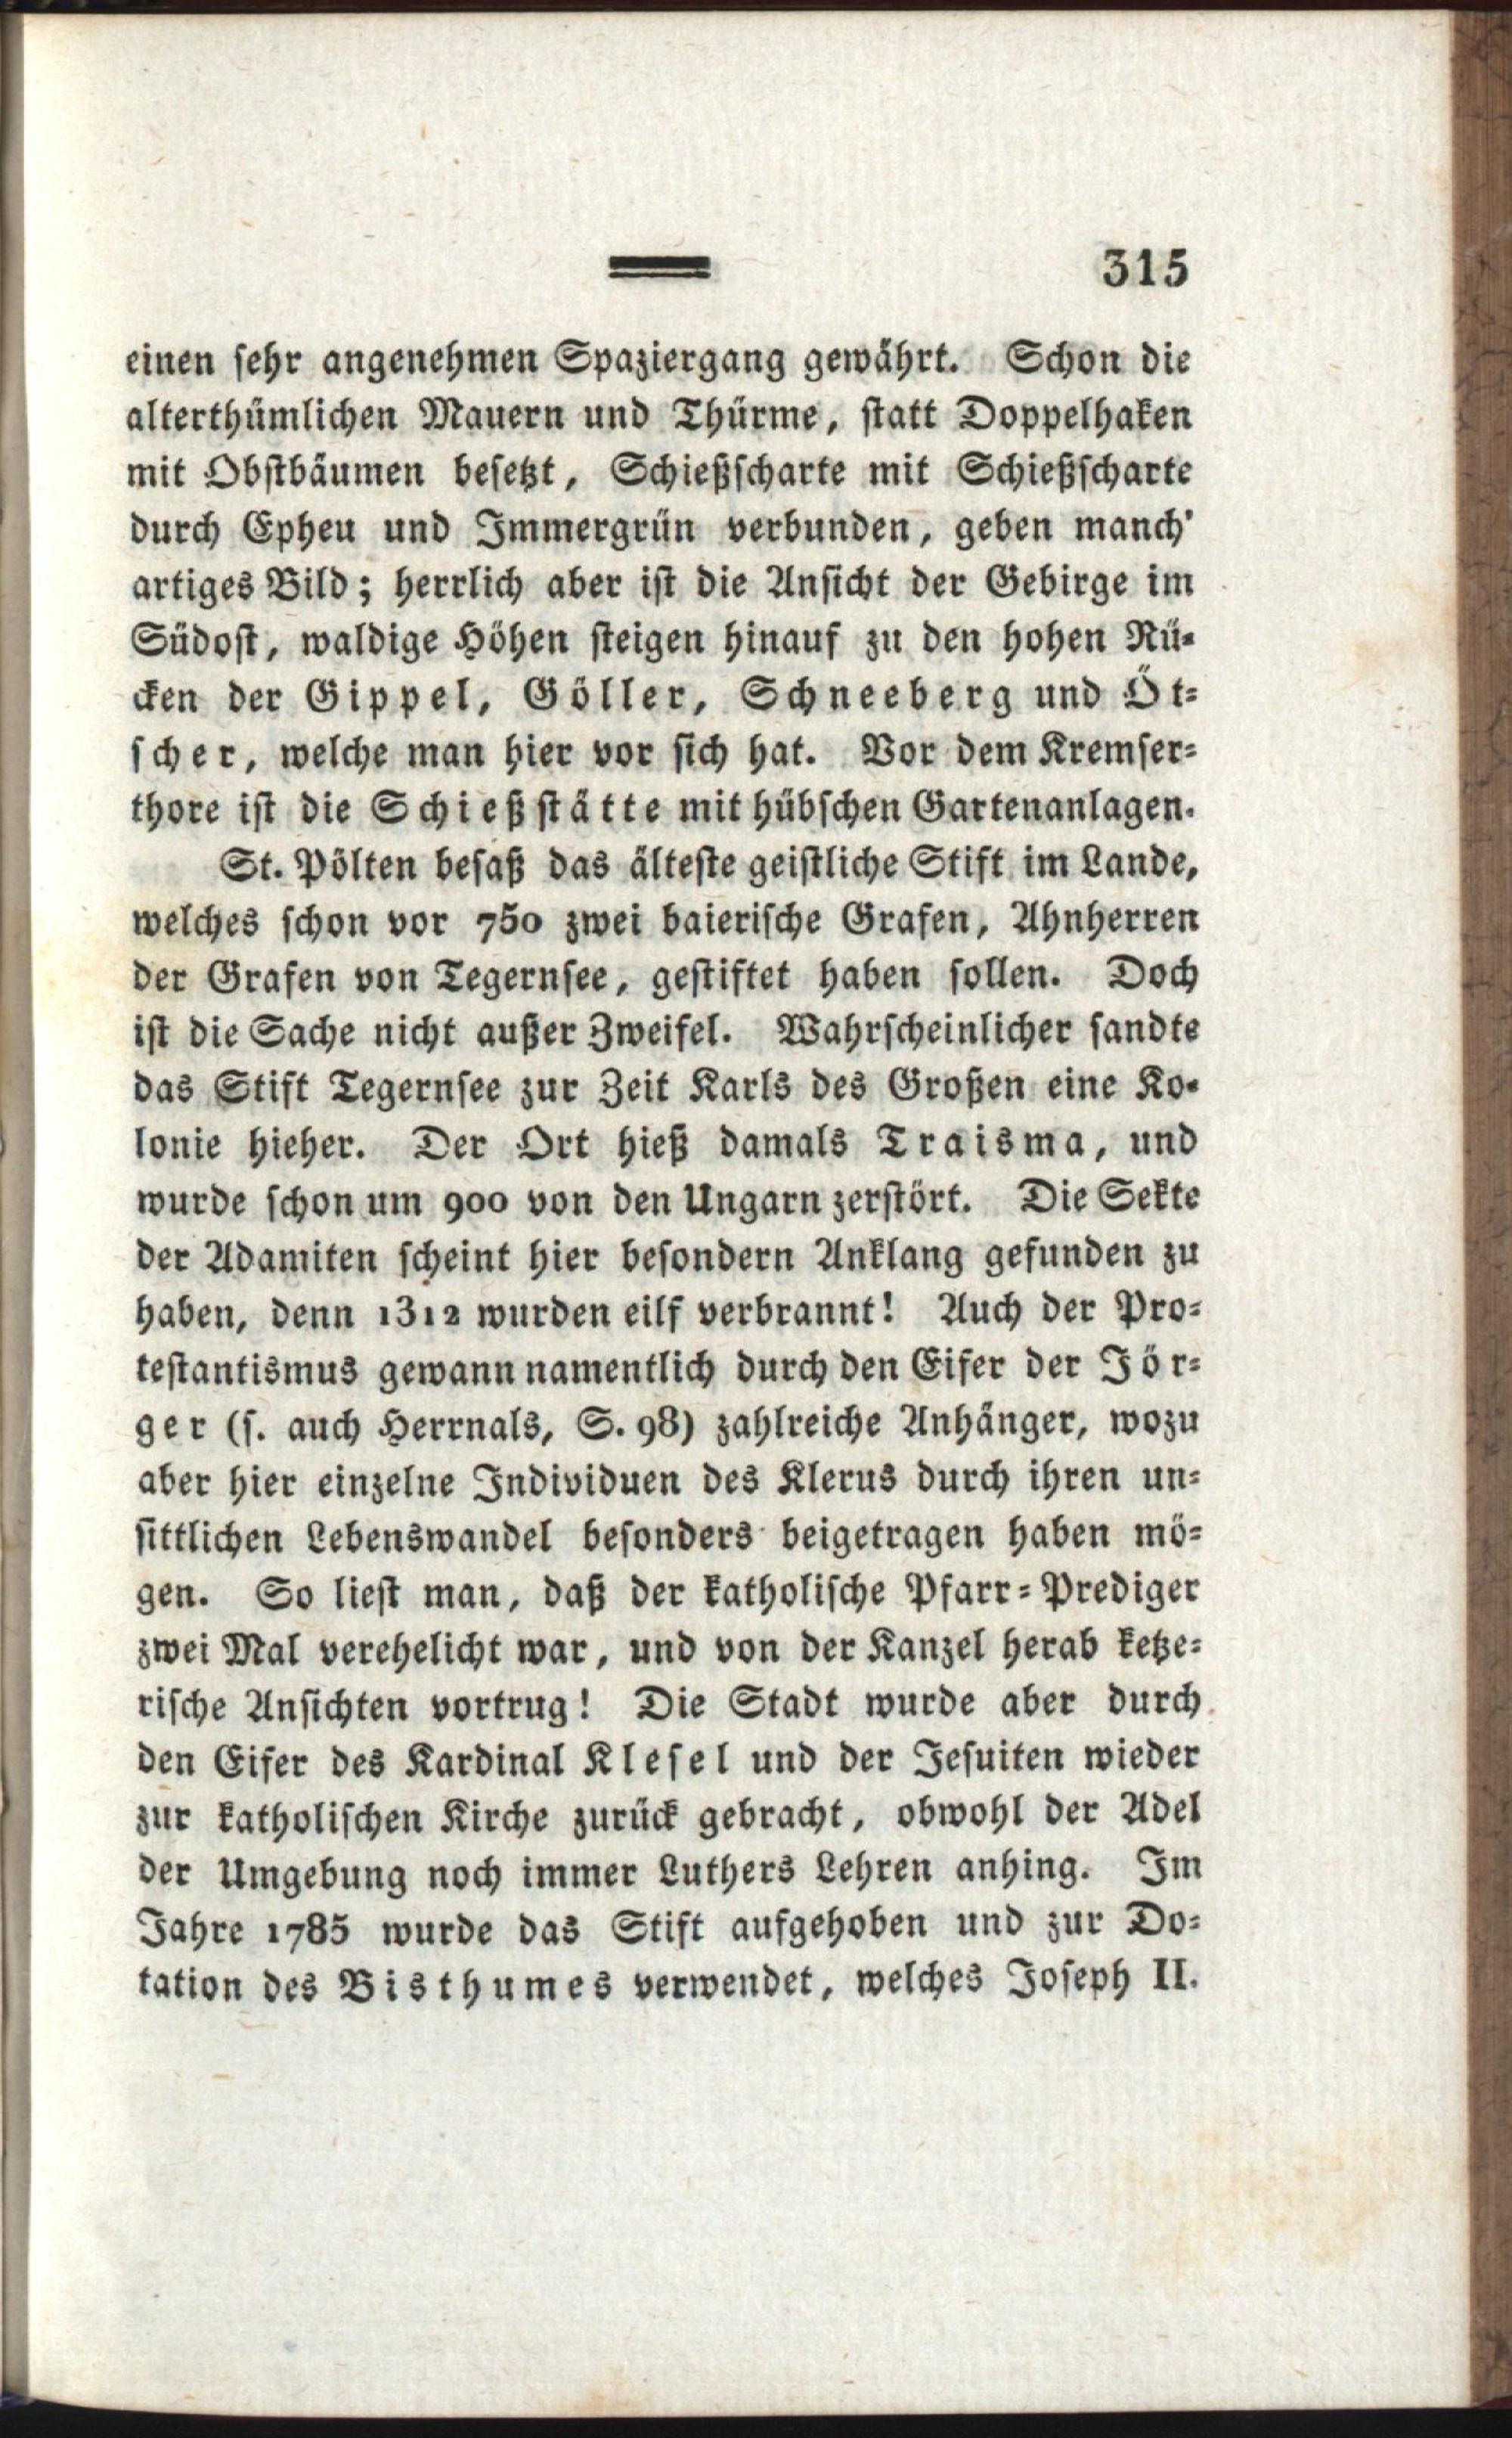 315
einen sehr angenehmen Spaziergang gewährt. Schon die
alterthümlichen Mauern und Thürme, statt Doppelhaken
mit Obstbäumen besetzt, Schießscharte mit Schießscharte
durch Epheu und Immergrün verbunden, geben manch'
artiges Bild; herrlich aber ist die Ansicht der Gebirge im
Südost, waldige Höhen steigen hinauf zu den hohen Rü-
cken der Gippel, Göller, Schneeberg und Öt-
scher, welche man hier vor sich hat. Vor dem Kremser-
thore ist die Schießstätte mit hübschen Gartenanlagen.
St. Pölten besaß das älteste geistliche Stift im Lande,
welches schon vor 750 zwei baierische Grafen, Ahnherren
der Grafen von Tegernsee, gestiftet haben sollen. Doch
ist die Sache nicht außer Zweifel. Wahrscheinlicher sandte
das Stift Tegernsee zur Zeit Karls des Großen eine Ko-
lonie hieher. Der Ort hieß damals Traisma, und
wurde schon um 900 von den Ungarn zerstört. Die Sekte
der Adamiten scheint hier besondern Anklang gefunden zu
haben, denn 1312 wurden eilf verbrannt! Auch der Pro-
testantismus gewann namentlich durch den Eifer der Jör-
ger (s. auch Herrnals, S. 98) zahlreiche Anhänger, wozu
aber hier einzelne Individuen des Klerus durch ihren un-
sittlichen Lebenswandel besonders beigetragen haben mö-
gen. So liest man, daß der katholische Pfarr-Prediger
zwei Mal verehelicht war, und von der Kanzel herab ketze-
rische Ansichten vortrug! Die Stadt wurde aber durch
den Eifer des Kardinal Klesel und der Jesuiten wieder
zur katholischen Kirche zurück gebracht, obwohl der Adel
der Umgebung noch immer Luthers Lehren anhing. Im
Jahre 1785 wurde das Stift aufgehoben und zur Do-
tation des Bisthumes verwendet, welches Joseph II.